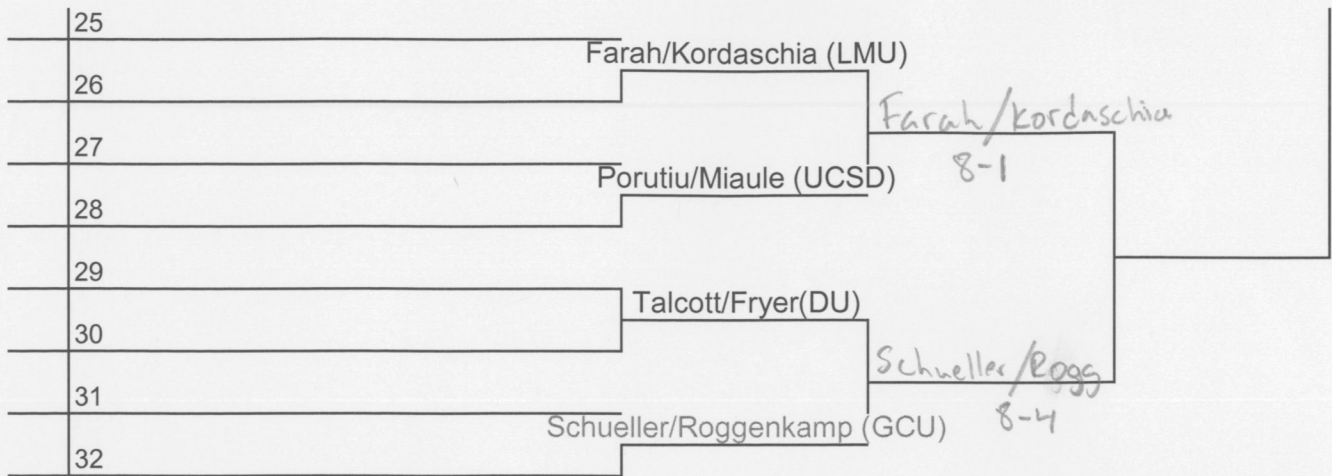 25
Farah/Kordaschia (LMU)
26
Farah/Kordaschia
27
8-1
Porutiu/Miaule (UCSD)
28
29
Talcott/Fryer(DU)
30
Schueller/Rogg
31
8-4
Schueller/Roggenkamp (GCU)
32